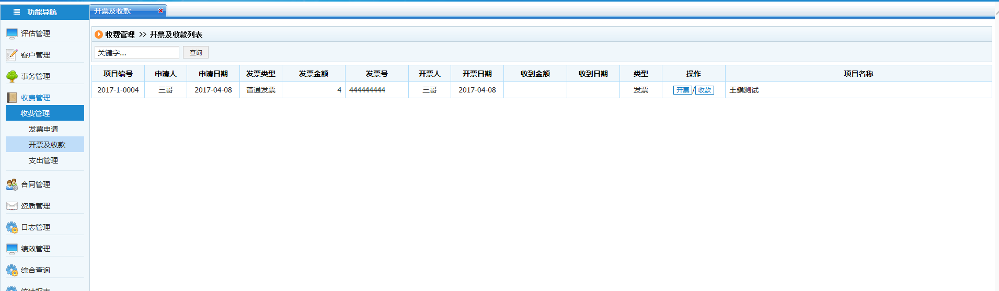 功能导航
评估管理
客户管理
事务管理
收费管理
收费管理
发票申请
开票及收款
支出管理
合同管理
资质管理
日志管理
绩效管理
综合查询
统计报表
开票及收款
收费管理 >> 开票及收款列表
关键字... 查询
项目编号 申请人 申请日期 发票类型 发票金额 发票号 开票人 开票日期 收到金额 收到日期 类型 操作 项目名称
2017-1-0004 三哥 2017-04-08 普通发票 4 444444444 三哥 2017-04-08 发票 开票/收款 王骥测试